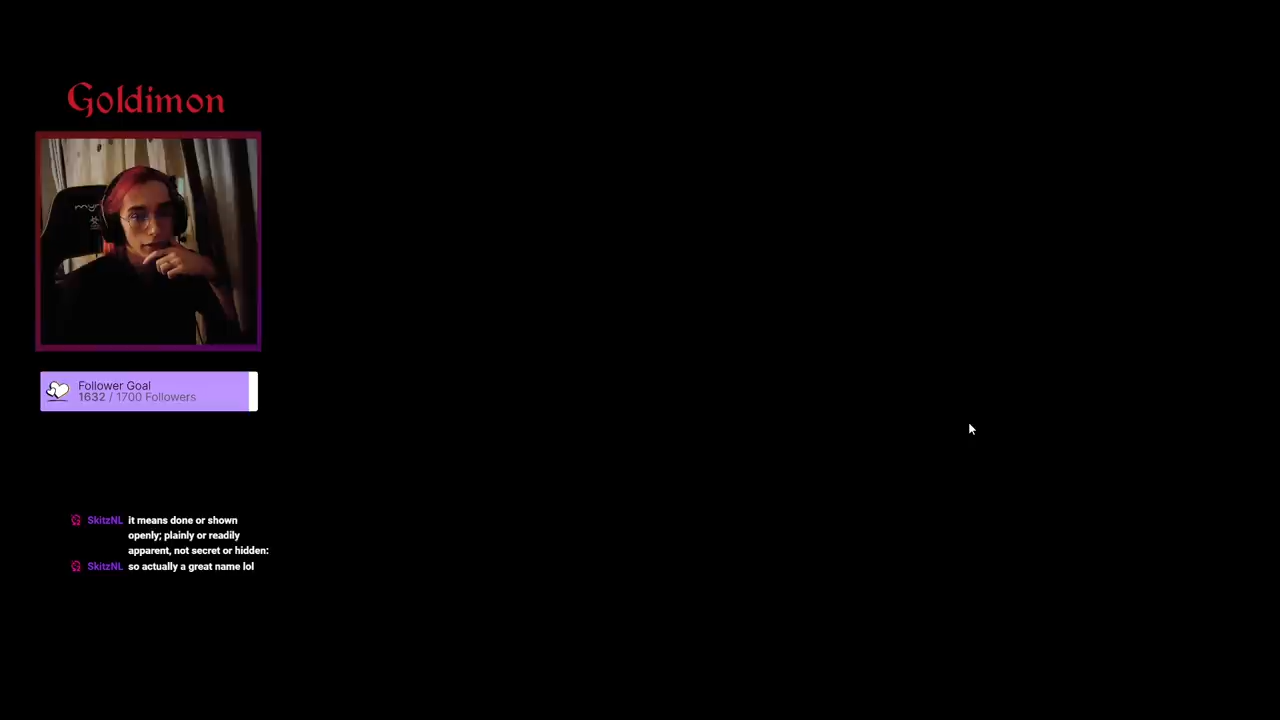 Goldimon
Follower Goal
1632 / 1700 Followers
SkitzNL it means done or shown
openly; plainly or readily
apparent, not secret or hidden:
SkitzNL so actually a great name lol